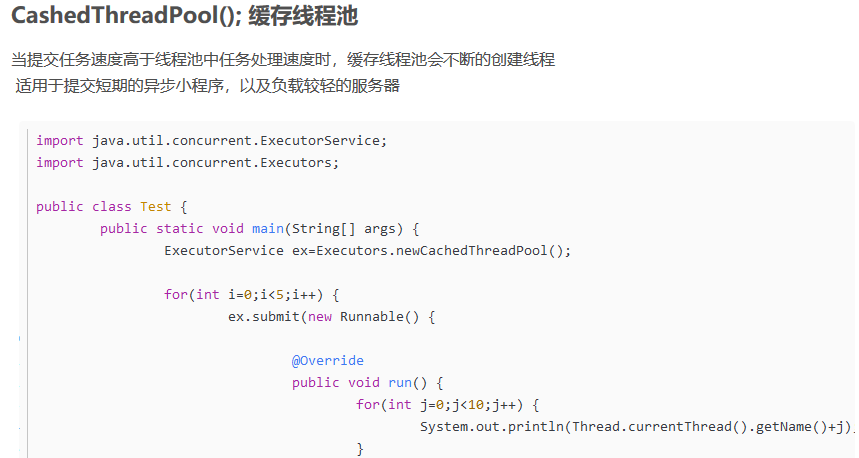 CashedThreadPool(); 缓存线程池
当提交任务速度高于线程池中任务处理速度时，缓存线程池会不断的创建线程
适用于提交短期的异步小程序，以及负载较轻的服务器
import java.util.concurrent.ExecutorService;
import java.util.concurrent.Executors;
public class Test {
public static void main(String[] args) {
ExecutorService ex=Executors.newCachedThreadPool();
for(int i=0;i<5;i++) {
ex.submit(new Runnable() {
@Override
public void run() {
for(int j=0;j<10;j++) {
System.out.println(Thread.currentThread().getName()+j);
}